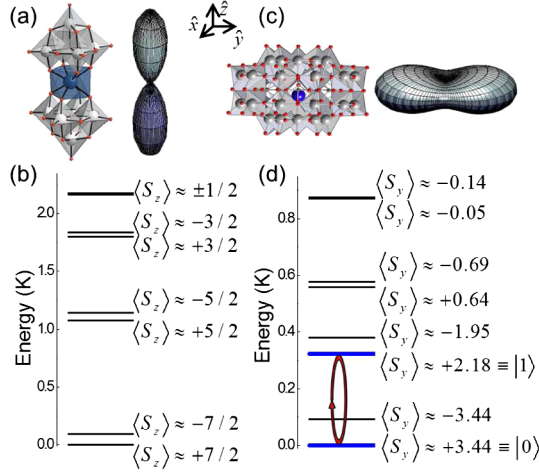 (a)
ẑ
x̂
ŷ
(c)
(b)
Energy (K)
2.0
1.5
1.0
0.5
0.0
⟨S_z⟩ ≈ ±1/2
⟨S_z⟩ ≈ −3/2
⟨S_z⟩ ≈ +3/2
⟨S_z⟩ ≈ −5/2
⟨S_z⟩ ≈ +5/2
⟨S_z⟩ ≈ −7/2
⟨S_z⟩ ≈ +7/2
(d)
Energy (K)
0.8
0.6
0.4
0.2
0.0
⟨S_y⟩ ≈ −0.14
⟨S_y⟩ ≈ −0.05
⟨S_y⟩ ≈ −0.69
⟨S_y⟩ ≈ +0.64
⟨S_y⟩ ≈ −1.95
⟨S_y⟩ ≈ +2.18 ≡ |1⟩
⟨S_y⟩ ≈ −3.44
⟨S_y⟩ ≈ +3.44 ≡ |0⟩